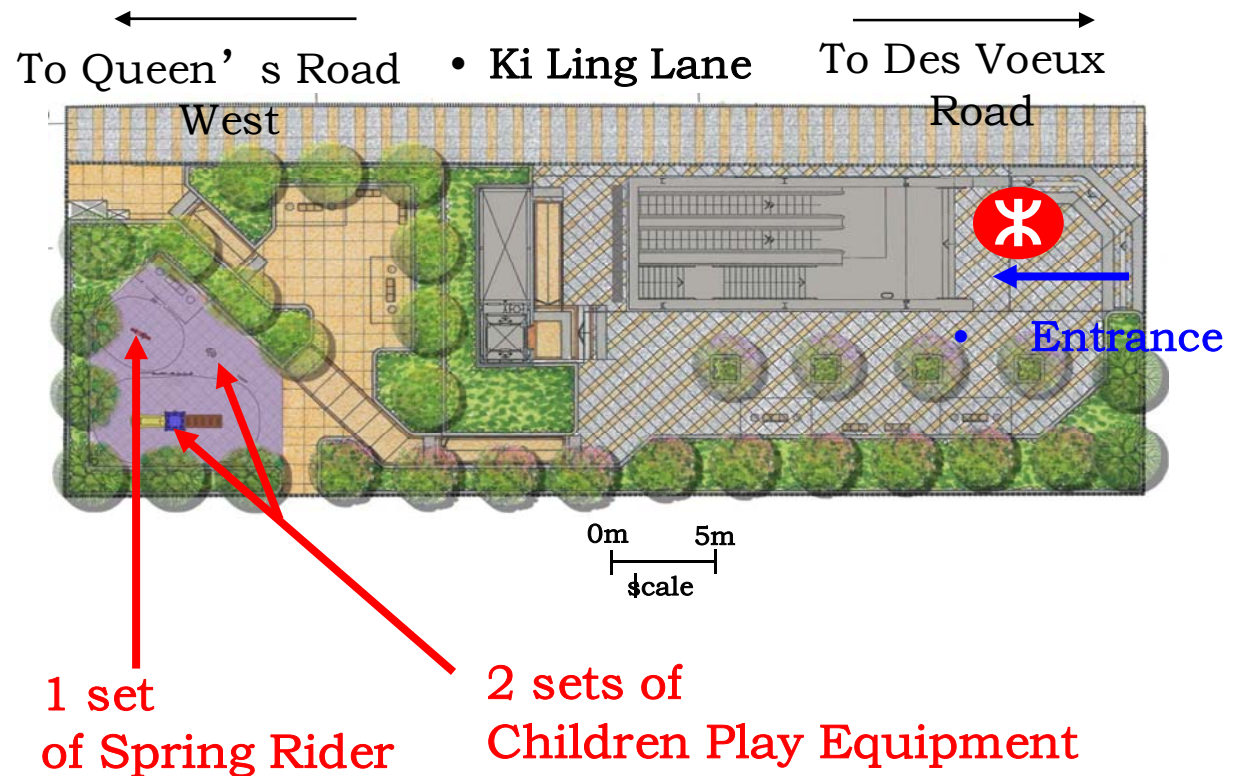 To Queen’s Road
West
• Ki Ling Lane
To Des Voeux
Road
Entrance
0m 5m
scale
1 set
of Spring Rider
2 sets of
Children Play Equipment